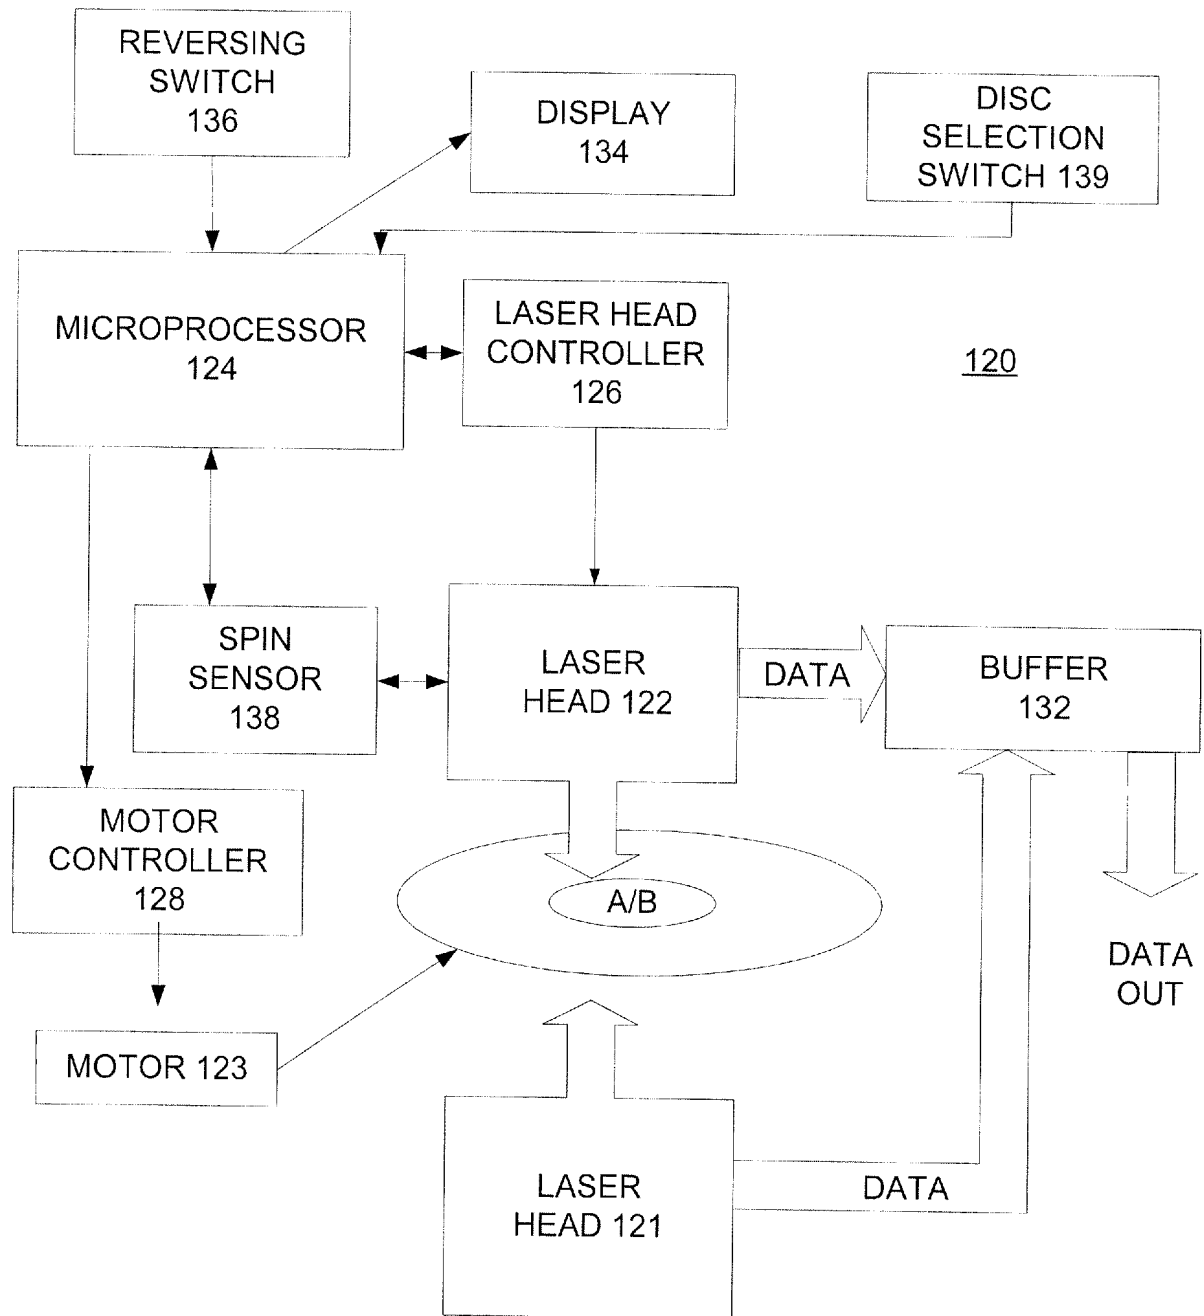 REVERSING
SWITCH
136
DISPLAY
134
DISC
SELECTION
SWITCH 139
MICROPROCESSOR
124
LASER HEAD
CONTROLLER
126
120
SPIN
SENSOR
138
LASER
HEAD 122
DATA
BUFFER
132
MOTOR
CONTROLLER
128
A/B
DATA
OUT
MOTOR 123
LASER
HEAD 121
DATA